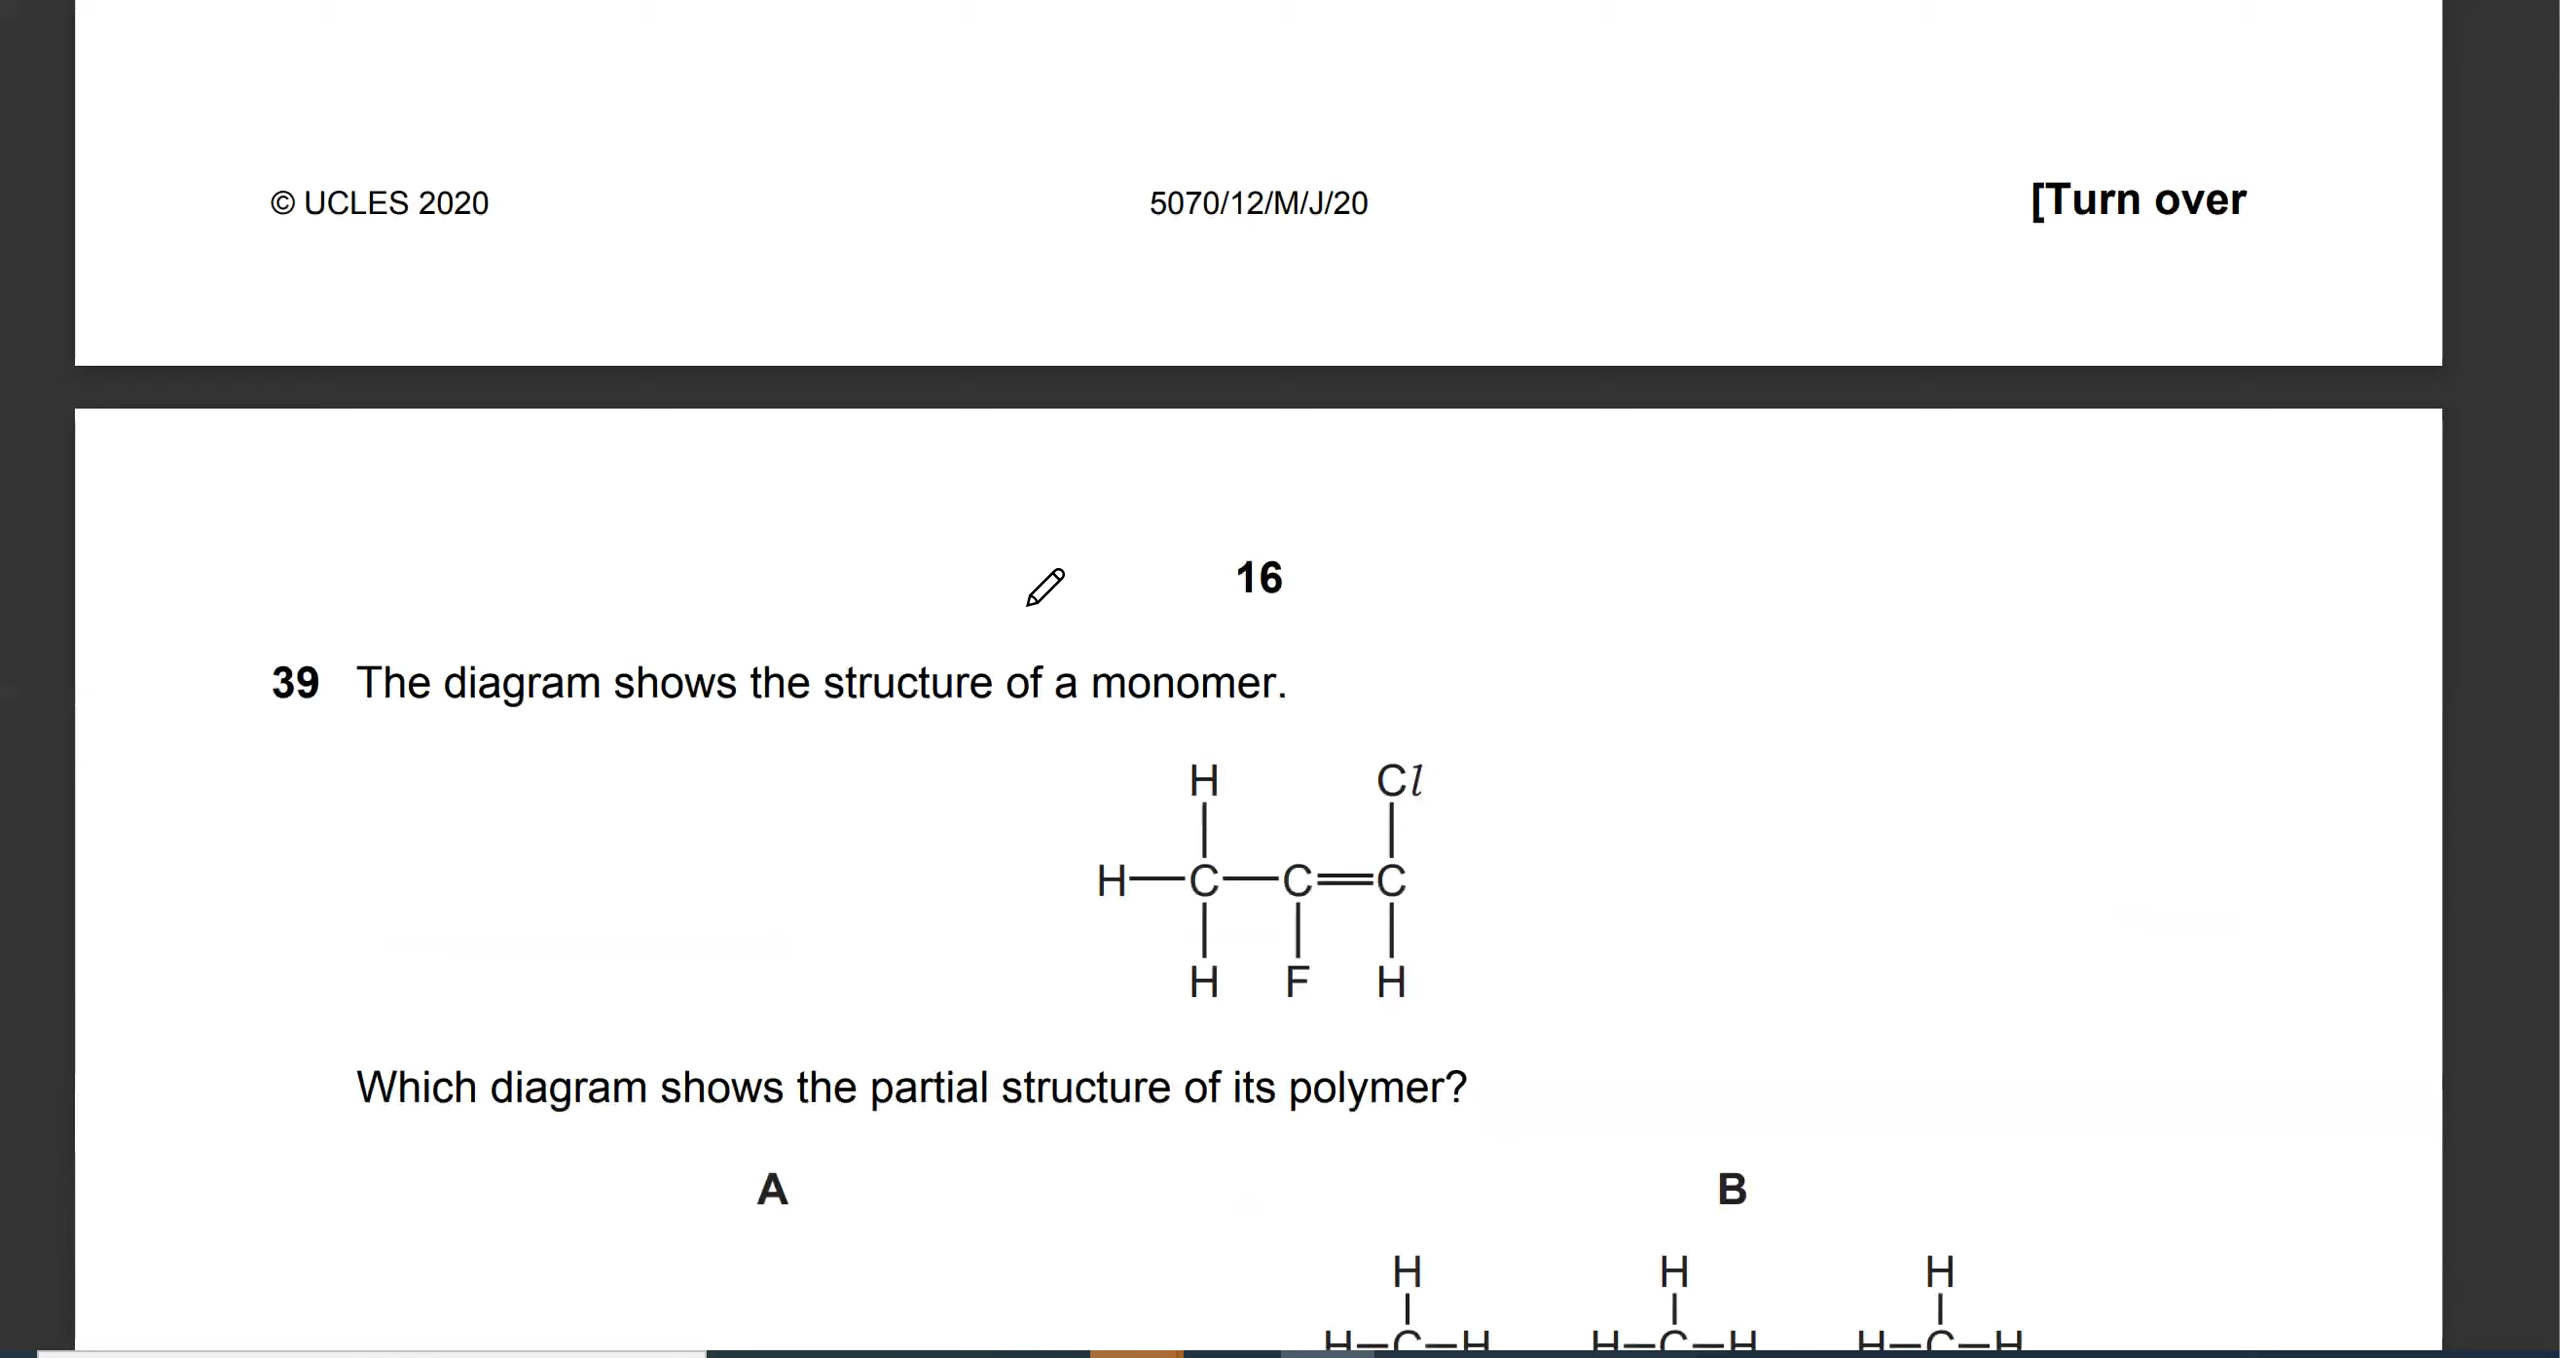 © UCLES 2020 5070/12/M/J/20 [Turn over
16
39 The diagram shows the structure of a monomer.
H Cl
H C C C
H F H
Which diagram shows the partial structure of its polymer?
A B
H H H
H C H H C H H C H